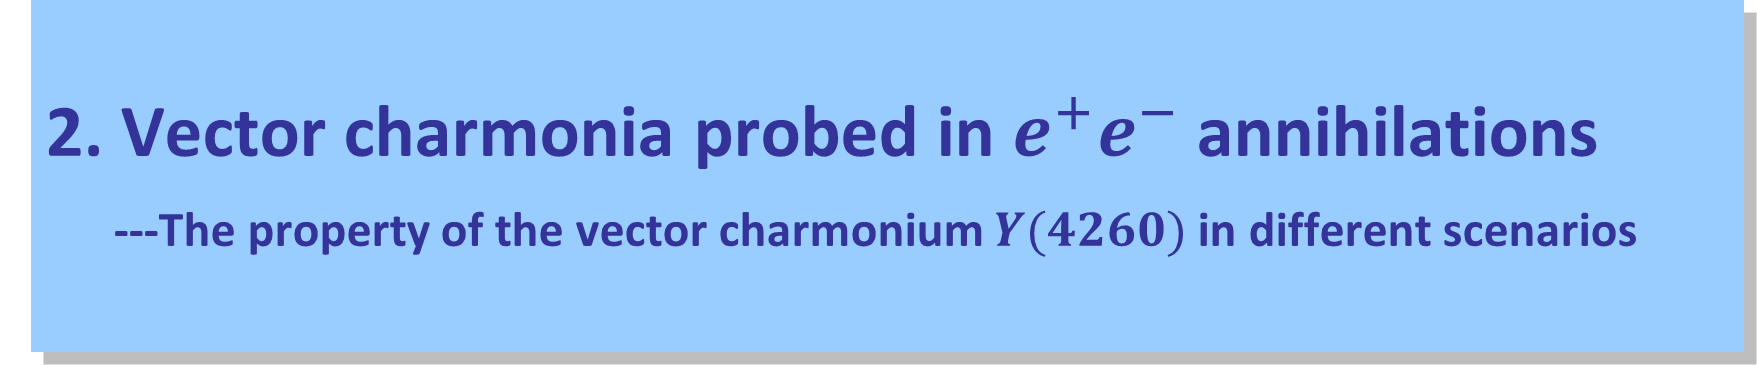 2. Vector charmonia probed in e⁺e⁻ annihilations
---The property of the vector charmonium Y(4260) in different scenarios